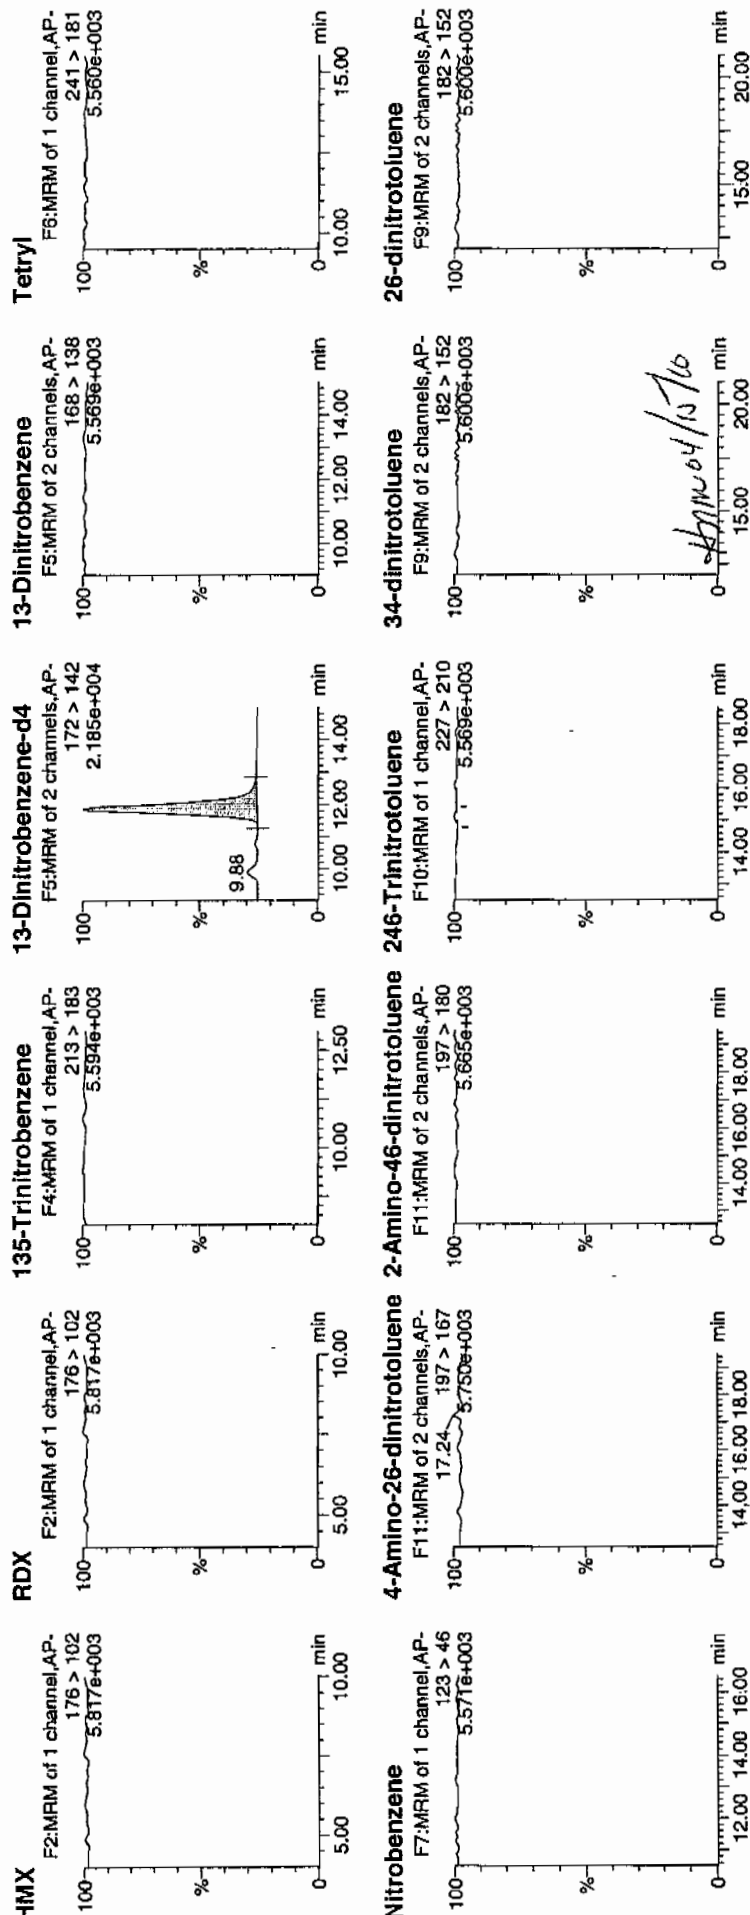 HMX
F2:MRM of 1 channel,AP-
176 > 102
5.817e+003
100
%
0
5.00
10.00
min
RDX
F2:MRM of 1 channel,AP-
176 > 102
5.817e+003
100
%
0
5.00
10.00
min
135-Trinitrobenzene
F4:MRM of 1 channel,AP-
213 > 183
5.594e+003
100
%
0
10.00
12.50
min
13-Dinitrobenzene-d4
F5:MRM of 2 channels,AP-
172 > 142
2.185e+004
100
%
9.88
0
10.00
12.00
14.00
min
13-Dinitrobenzene
F5:MRM of 2 channels,AP-
168 > 138
5.569e+003
100
%
0
10.00
12.00
14.00
min
Tetryl
F6:MRM of 1 channel,AP-
241 > 181
5.560e+003
100
%
0
10.00
15.00
min
Nitrobenzene
F7:MRM of 1 channel,AP-
123 > 46
5.571e+003
100
%
0
12.00
14.00
16.00
min
4-Amino-26-dinitrotoluene
F11:MRM of 2 channels,AP-
17.24
197 > 167
5.750e+003
100
%
0
14.00
16.00
18.00
min
2-Amino-46-dinitrotoluene
F11:MRM of 2 channels,AP-
197 > 180
5.665e+003
100
%
0
14.00
16.00
18.00
min
246-Trinitrotoluene
F10:MRM of 1 channel,AP-
227 > 210
5.569e+003
100
%
0
14.00
16.00
18.00
min
34-dinitrotoluene
F9:MRM of 2 channels,AP-
182 > 152
5.600e+003
100
%
0
15.00
20.00
min
26-dinitrotoluene
F9:MRM of 2 channels,AP-
182 > 152
5.600e+003
100
%
0
15.00
20.00
min